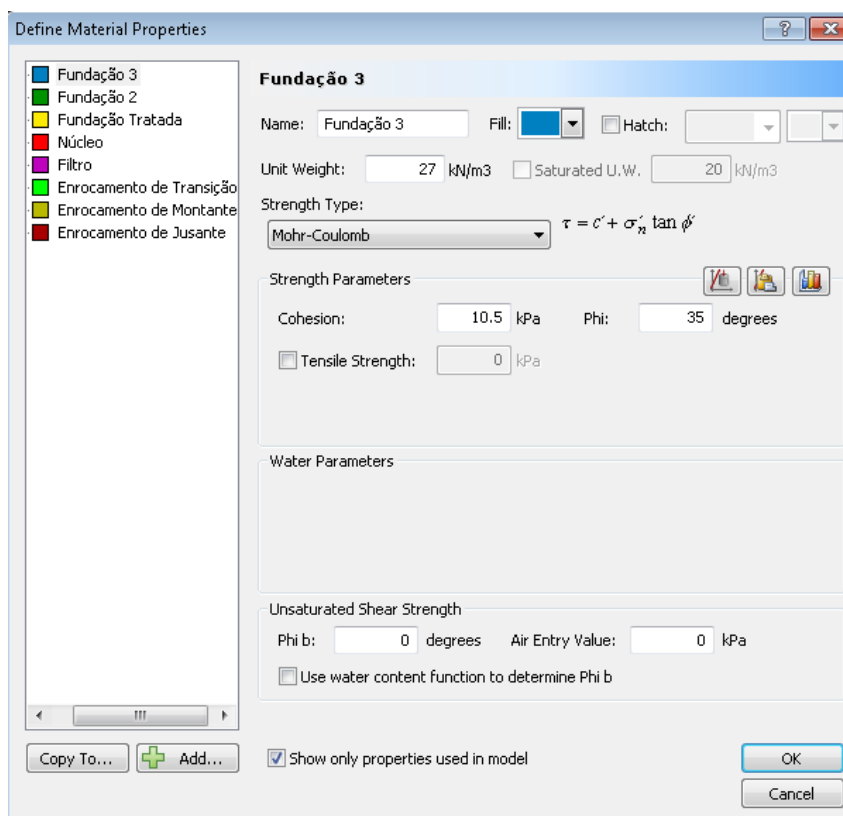 Define Material Properties
Fundação 3
Fundação 2
Fundação Tratada
Núcleo
Filtro
Enrocamento de Transição
Enrocamento de Montante
Enrocamento de Jusante
Copy To...
Add...
Fundação 3
Name: Fundação 3 Fill: Hatch:
Unit Weight: 27 kN/m3 Saturated U.W. 20 kN/m3
Strength Type:
Mohr-Coulomb τ = c′ + σ′n tan ϕ′
Strength Parameters
Cohesion: 10.5 kPa Phi: 35 degrees
Tensile Strength: 0 kPa
Water Parameters
Unsaturated Shear Strength
Phi b: 0 degrees Air Entry Value: 0 kPa
Use water content function to determine Phi b
Show only properties used in model
OK
Cancel